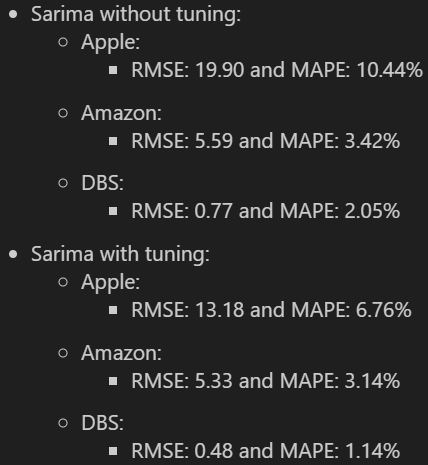 Sarima without tuning:
Apple:
RMSE: 19.90 and MAPE: 10.44%
Amazon:
RMSE: 5.59 and MAPE: 3.42%
DBS:
RMSE: 0.77 and MAPE: 2.05%
Sarima with tuning:
Apple:
RMSE: 13.18 and MAPE: 6.76%
Amazon:
RMSE: 5.33 and MAPE: 3.14%
DBS:
RMSE: 0.48 and MAPE: 1.14%